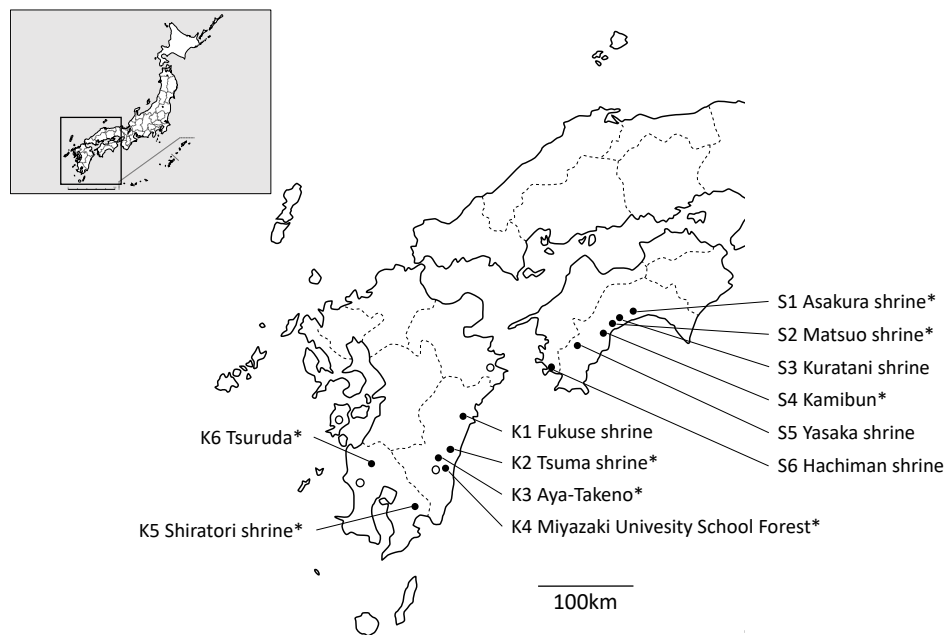 S1 Asakura shrine*
S2 Matsuo shrine*
S3 Kuratani shrine
S4 Kamibun*
S5 Yasaka shrine
S6 Hachiman shrine
K1 Fukuse shrine
K6 Tsuruda*
K2 Tsuma shrine*
K3 Aya-Takeno*
K4 Miyazaki Univesity School Forest*
K5 Shiratori shrine*
100km